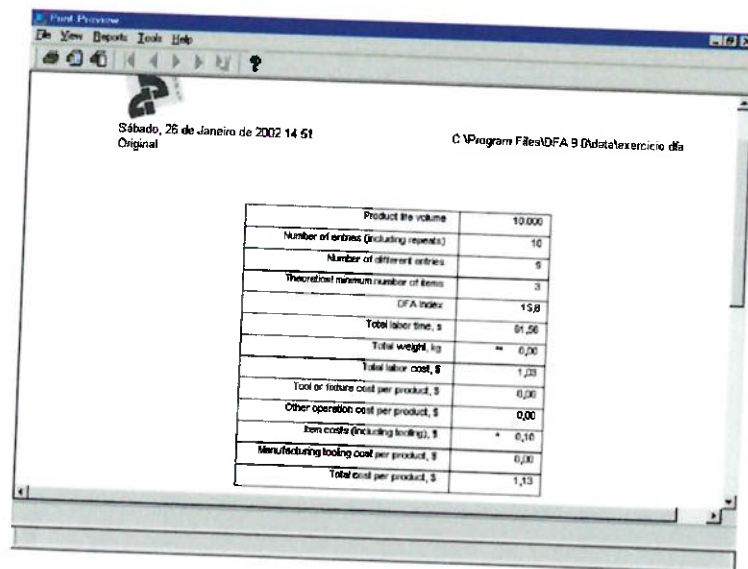 Print Preview
File View Reports Tools Help
Sábado, 26 de Janeiro de 2002 14 51
Original
C \Program Files\DFA 9 0\data\exercicio dfa
Product life volume 10.000
Number of entries (including repeats) 10
Number of different entries 9
Theoretical minimum number of items 3
DFA Index 15,8
Total labor time, s 61,56
Total weight, kg ** 0,00
Total labor cost, $ 1,03
Tool or fixture cost per product, $ 0,00
Other operation cost per product, $ 0,00
Item costs (including tooling), $ * 0,10
Manufacturing tooling cost per product, $ 0,00
Total cost per product, $ 1,13